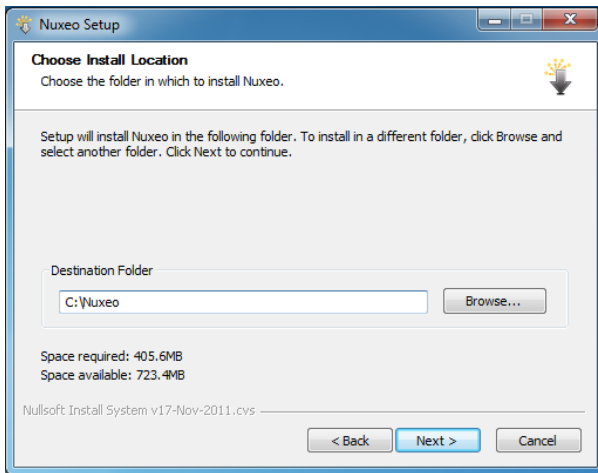 Nuxeo Setup
Choose Install Location
Choose the folder in which to install Nuxeo.
Setup will install Nuxeo in the following folder. To install in a different folder, click Browse and
select another folder. Click Next to continue.
Destination Folder
C:\Nuxeo
Browse...
Space required: 405.6MB
Space available: 723.4MB
Nullsoft Install System v17-Nov-2011.cvs
< Back Next > Cancel